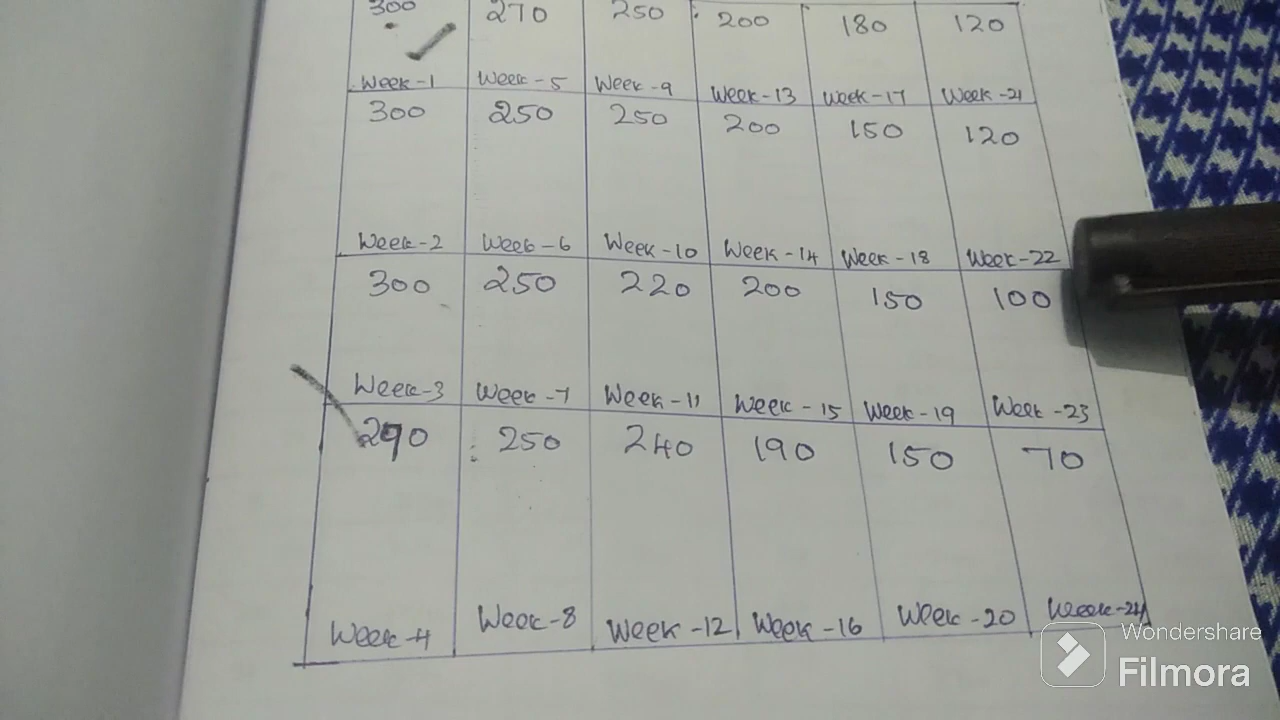 300 270 250 200 180 120
Week-1 Week-5 Week-9 Week-13 Week-17 Week-21
300 250 250 200 150 120
Week-2 Week-6 Week-10 Week-14 Week-18 Week-22
300 250 220 200 150 100
Week-3 Week-7 Week-11 Week-15 Week-19 Week-23
290 250 240 190 150 70
Week-4 Week-8 Week-12 Week-16 Week-20 Week-24
Wondershare
Filmora